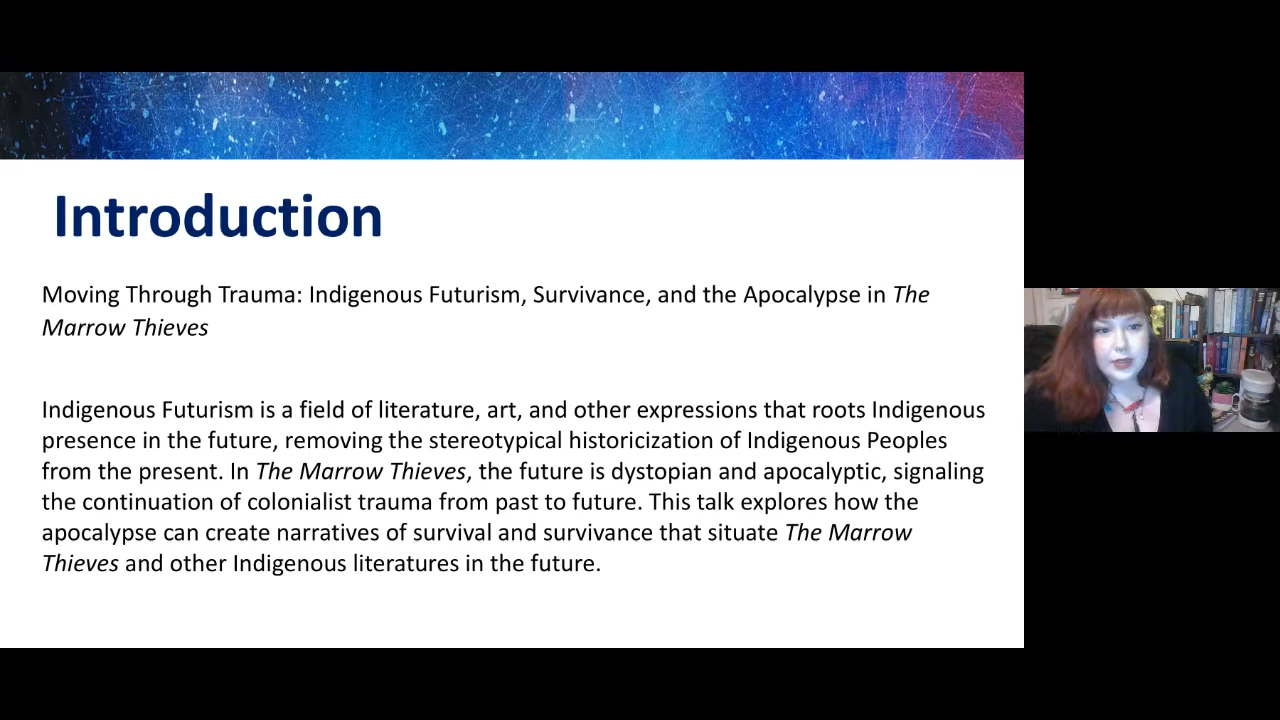 Introduction
Moving Through Trauma: Indigenous Futurism, Survivance, and the Apocalypse in The
Marrow Thieves
Indigenous Futurism is a field of literature, art, and other expressions that roots Indigenous
presence in the future, removing the stereotypical historicization of Indigenous Peoples
from the present. In The Marrow Thieves, the future is dystopian and apocalyptic, signaling
the continuation of colonialist trauma from past to future. This talk explores how the
apocalypse can create narratives of survival and survivance that situate The Marrow
Thieves and other Indigenous literatures in the future.